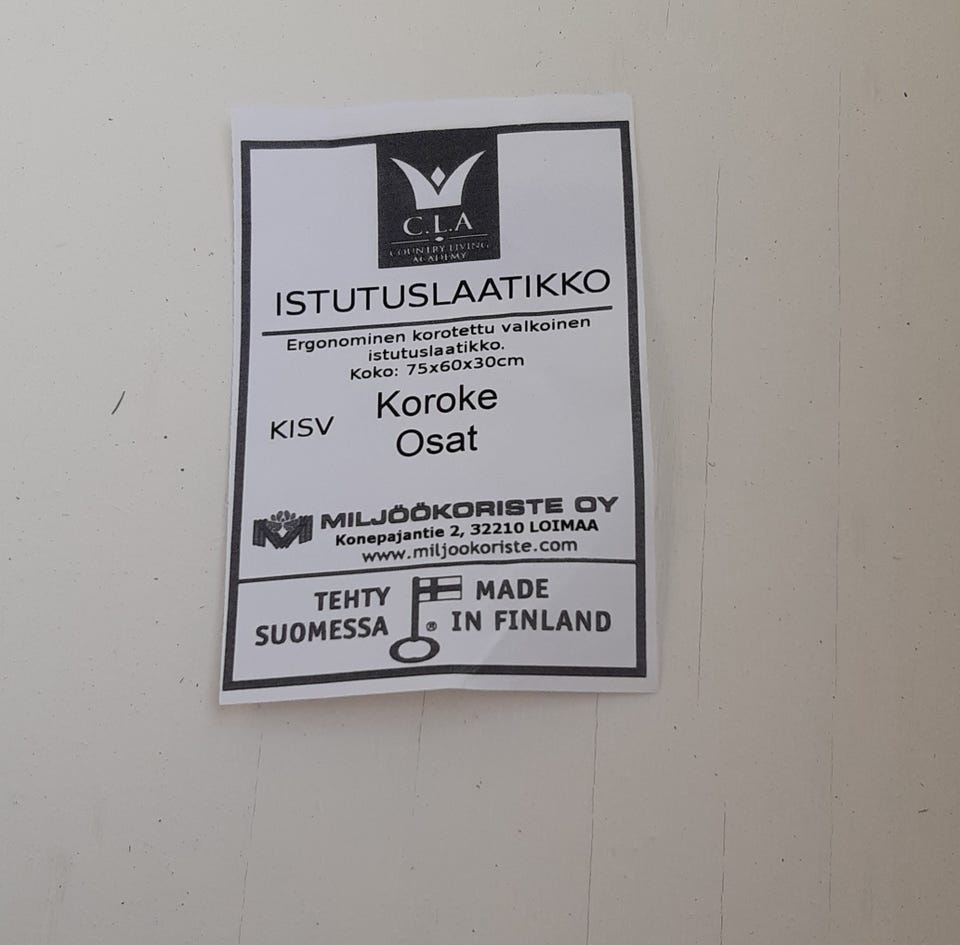 C.L.A
COUNTRY LIVING
ACADEMY
ISTUTUSLAATIKKO
Ergonominen korotettu valkoinen
istutuslaatikko.
Koko: 75x60x30cm
KISV
Koroke
Osat
MILJÖÖKORISTE OY
Konepajantie 2, 32210 LOIMAA
www.miljookoriste.com
TEHTY
SUOMESSA
® MADE
IN FINLAND